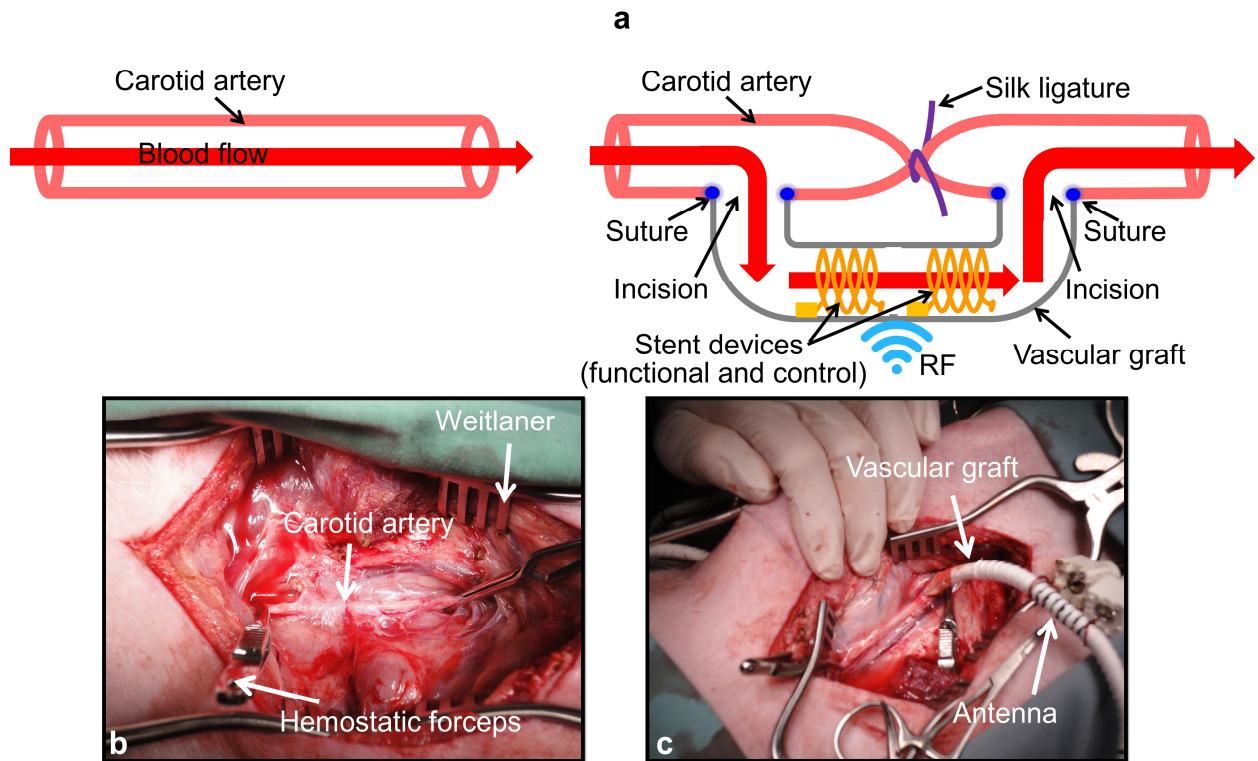 a
Carotid artery
Blood flow
Carotid artery
Silk ligature
Suture
Incision
Suture
Incision
Stent devices
(functional and control)
RF
Vascular graft
Weitlaner
Carotid artery
Hemostatic forceps
b
Vascular graft
Antenna
c